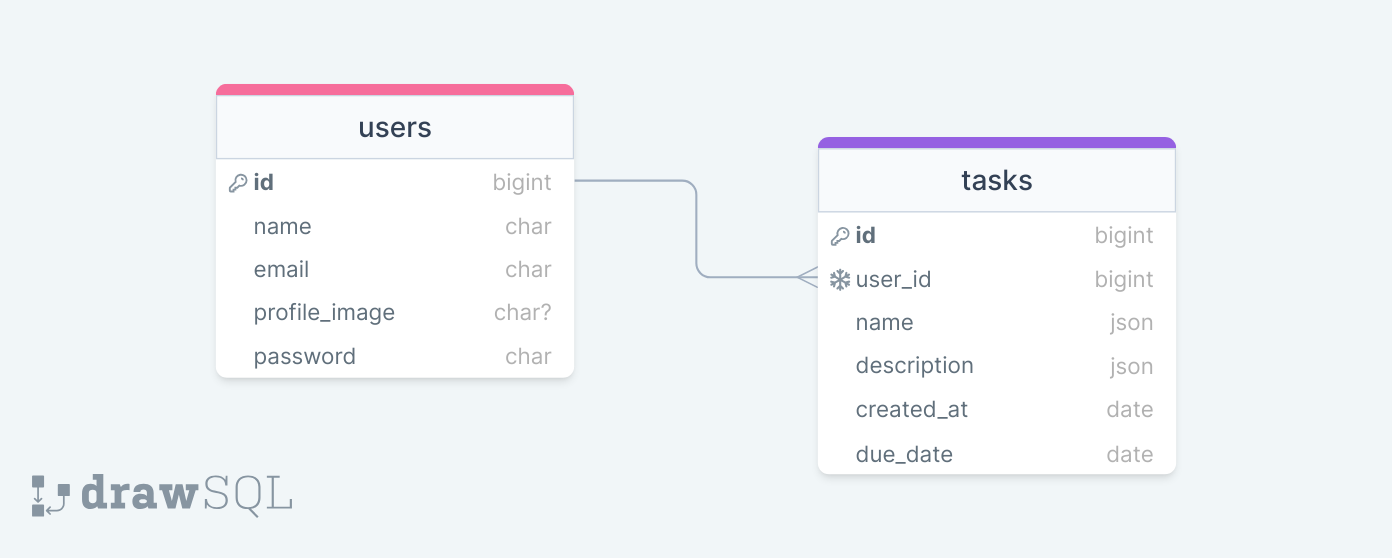 users
id bigint
name char
email char
profile_image char?
password char
tasks
id bigint
user_id bigint
name json
description json
created_at date
due_date date
drawSQL